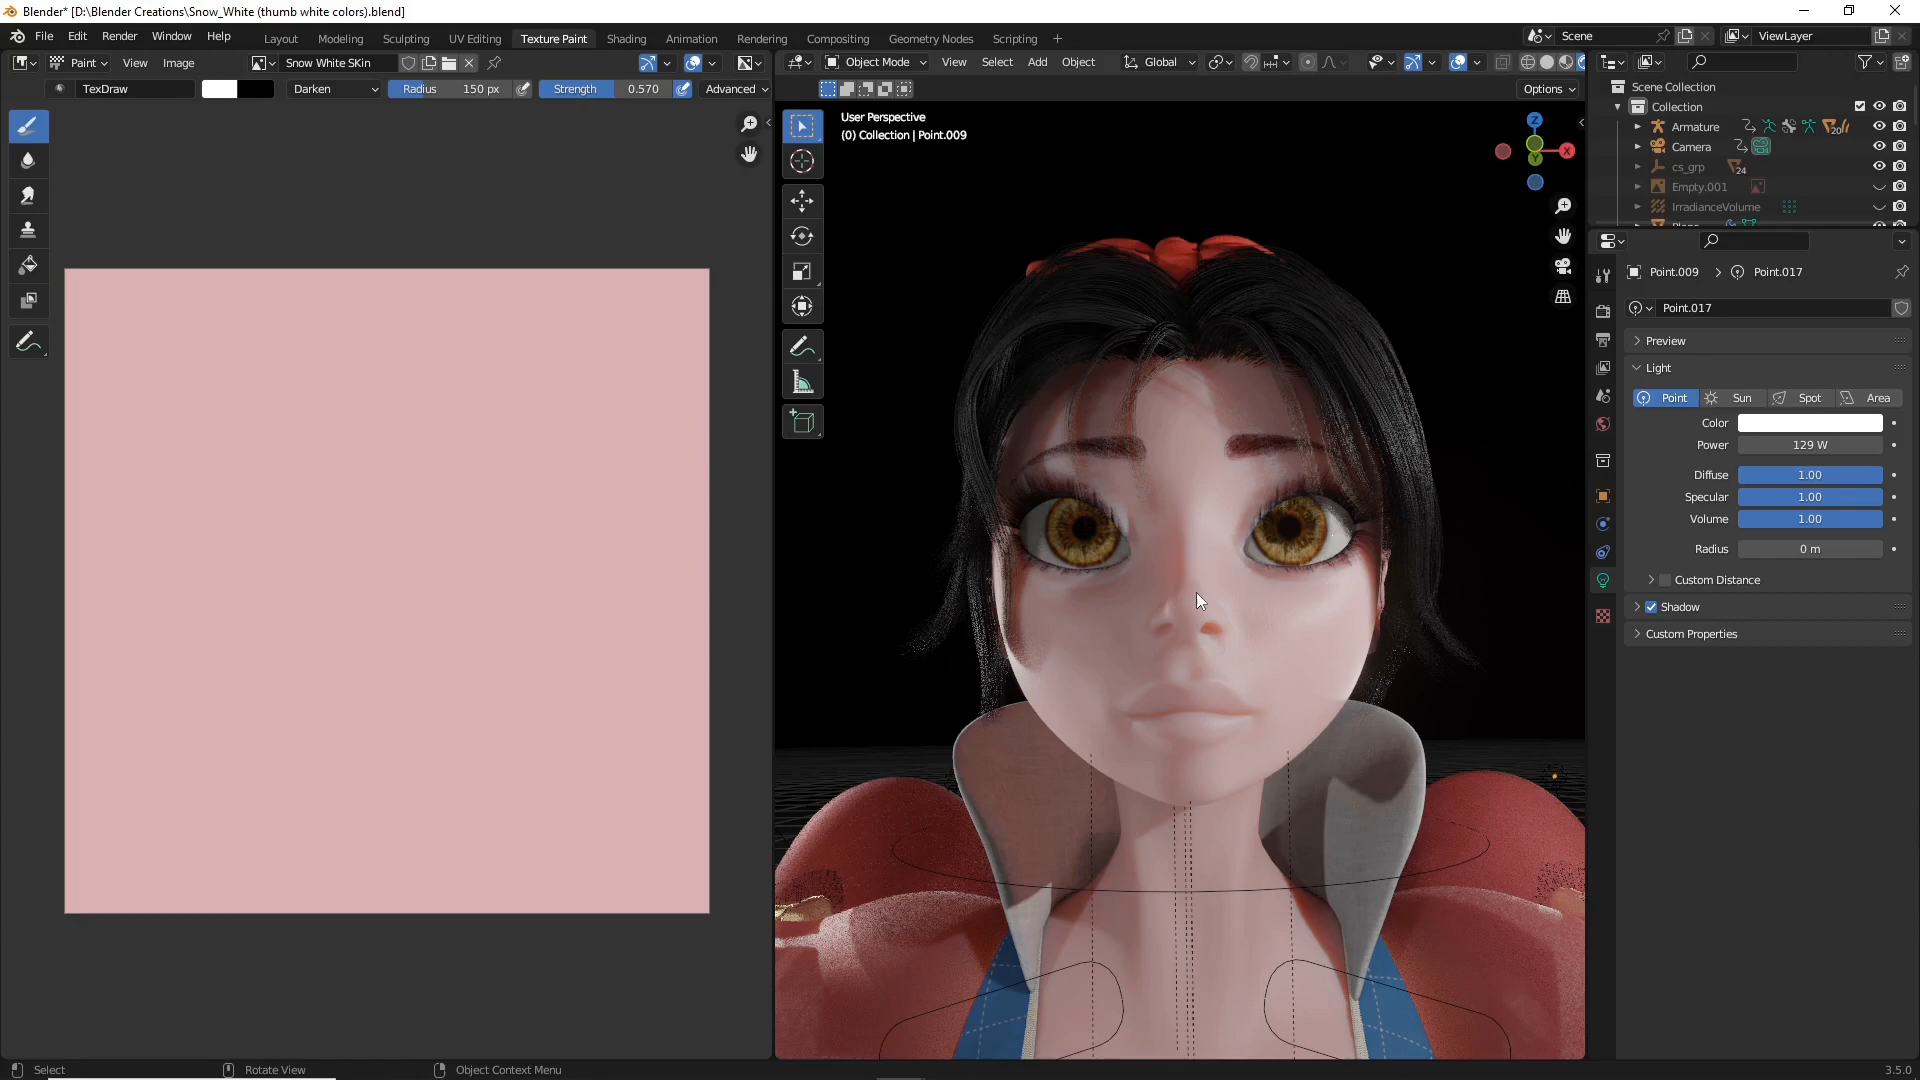 Blender* [D:\Blender Creations\Snow_White (thumb white colors).blend]
File Edit Render Window Help Layout Modeling Sculpting UV Editing Texture Paint Shading Animation Rendering Compositing Geometry Nodes Scripting Scene ViewLayer
Paint View Image Snow White SKin
TexDraw Darken Radius 150 px Strength 0.570 Advanced
Object Mode View Select Add Object Global
Options
User Perspective
(0) Collection | Point.009
Z
X
Y
Scene Collection
Collection
Armature 20
Camera
cs_grp 24
Empty.001
IrradianceVolume
Point.009 Point.017
Point.017
Preview
Light
Point Sun Spot Area
Color
Power 129 W
Diffuse 1.00
Specular 1.00
Volume 1.00
Radius 0 m
Custom Distance
Shadow
Custom Properties
Select Rotate View Object Context Menu 3.5.0